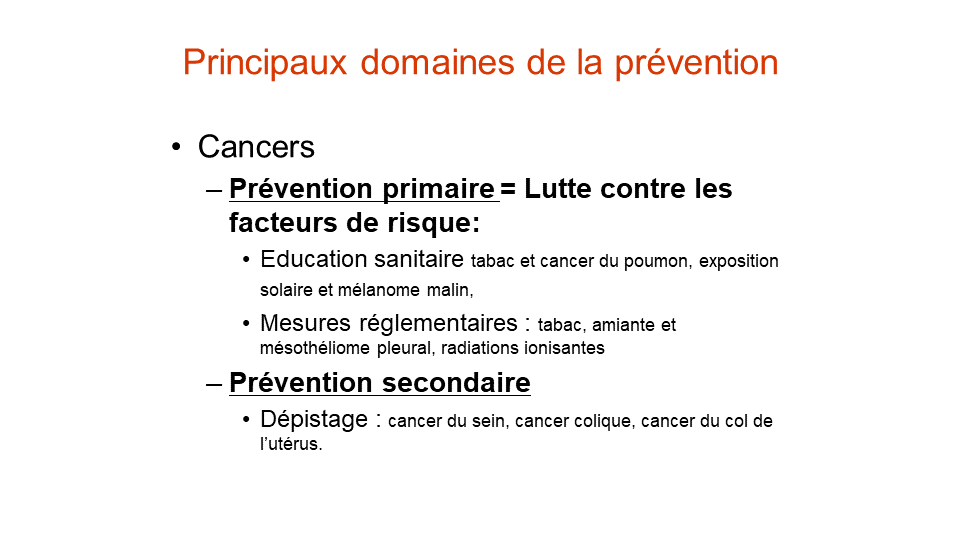 Principaux domaines de la prévention
• Cancers
– Prévention primaire = Lutte contre les
facteurs de risque:
• Education sanitaire tabac et cancer du poumon, exposition
solaire et mélanome malin,
• Mesures réglementaires : tabac, amiante et
mésothéliome pleural, radiations ionisantes
– Prévention secondaire
• Dépistage : cancer du sein, cancer colique, cancer du col de
l’utérus.